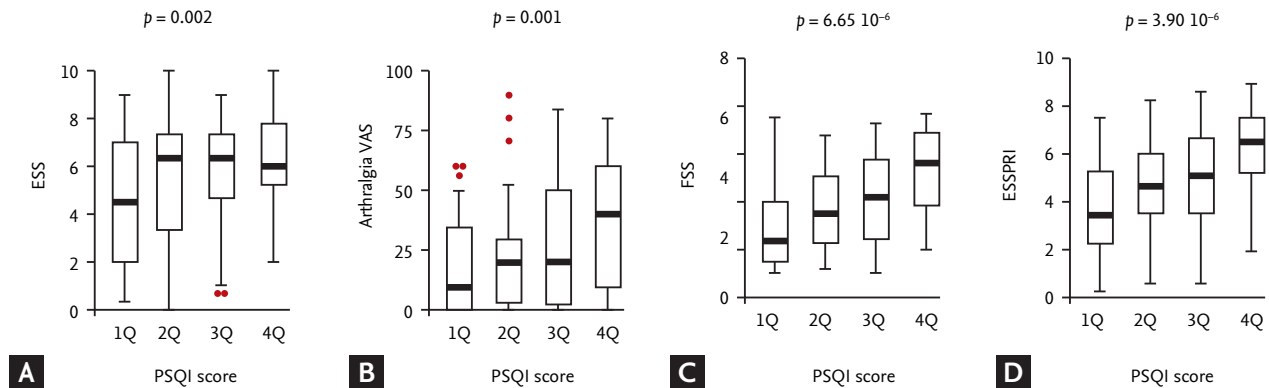 p = 0.002
10
8
6
4
2
0
ESS
1Q 2Q 3Q 4Q
A
PSQI score
p = 0.001
100
75
50
25
0
Arthralgia VAS
1Q 2Q 3Q 4Q
B
PSQI score
p = 6.65 10⁻⁶
8
6
2
0
FSS
1Q 2Q 3Q 4Q
C
PSQI score
p = 3.90 10⁻⁶
10
8
6
4
2
0
ESSPRI
1Q 2Q 3Q 4Q
D
PSQI score